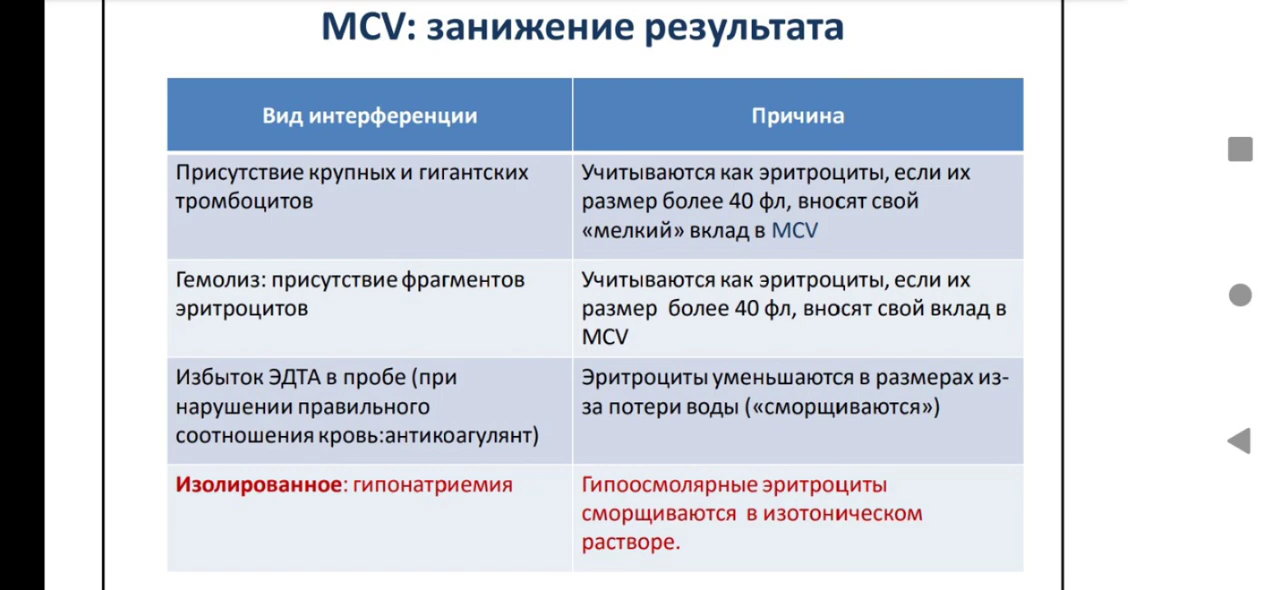 MCV: занижение результата
Вид интерференции
Причина
Присутствие крупных и гигантских
тромбоцитов
Учитываются как эритроциты, если их
размер более 40 фл, вносят свой
«мелкий» вклад в MCV
Гемолиз: присутствие фрагментов
эритроцитов
Учитываются как эритроциты, если их
размер более 40 фл, вносят свой вклад в
MCV
Избыток ЭДТА в пробе (при
нарушении правильного
соотношения кровь:антикоагулянт)
Эритроциты уменьшаются в размерах из-
за потери воды («сморщиваются»)
Изолированное: гипонатриемия
Гипоосмолярные эритроциты
сморщиваются в изотоническом
растворе.